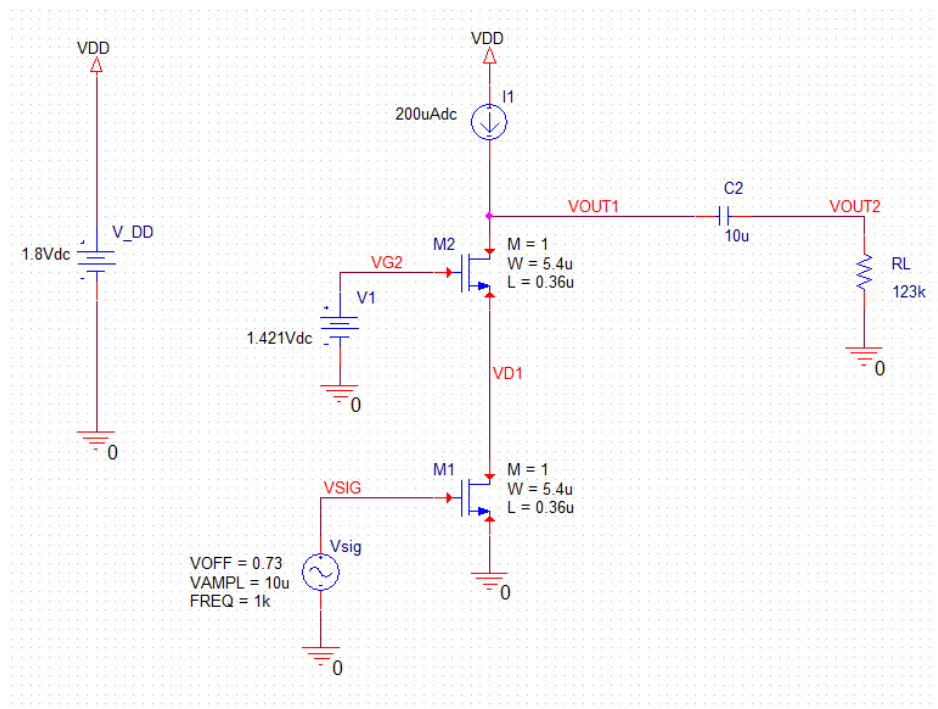 VDD
VDD
I1
200uAdc
C2
VOUT1
VOUT2
V_DD
1.8Vdc
M2
M = 1
W = 5.4u
L = 0.36u
10u
VG2
RL
123k
V1
1.421Vdc
0
VD1
0
0
M1
M = 1
W = 5.4u
L = 0.36u
VSIG
Vsig
VOFF = 0.73
VAMPL = 10u
FREQ = 1k
0
0